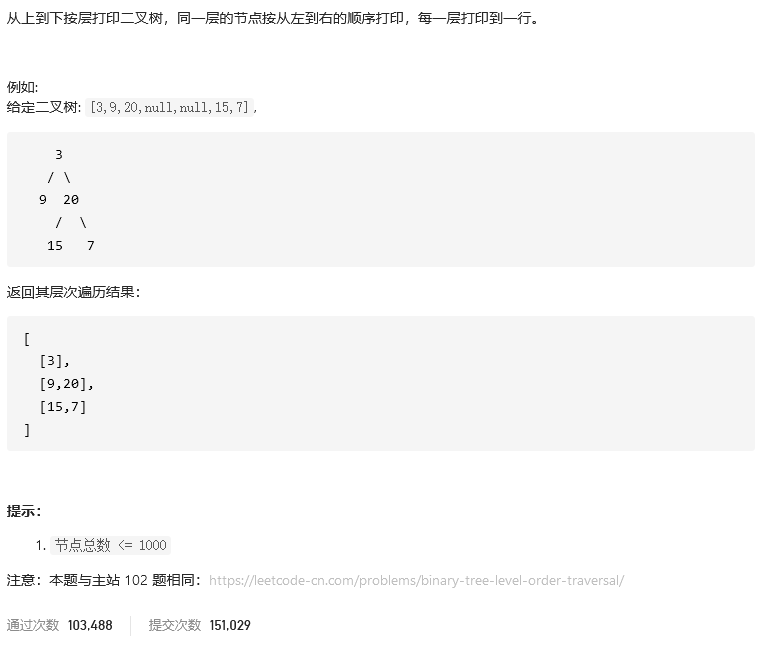 从上到下按层打印二叉树，同一层的节点按从左到右的顺序打印，每一层打印到一行。
例如:
给定二叉树: [3,9,20,null,null,15,7],
3
/ \
9  20
/  \
15   7
返回其层次遍历结果：
[
[3],
[9,20],
[15,7]
]
提示：
1. 节点总数 <= 1000
注意：本题与主站 102 题相同：https://leetcode-cn.com/problems/binary-tree-level-order-traversal/
通过次数 103,488 提交次数 151,029